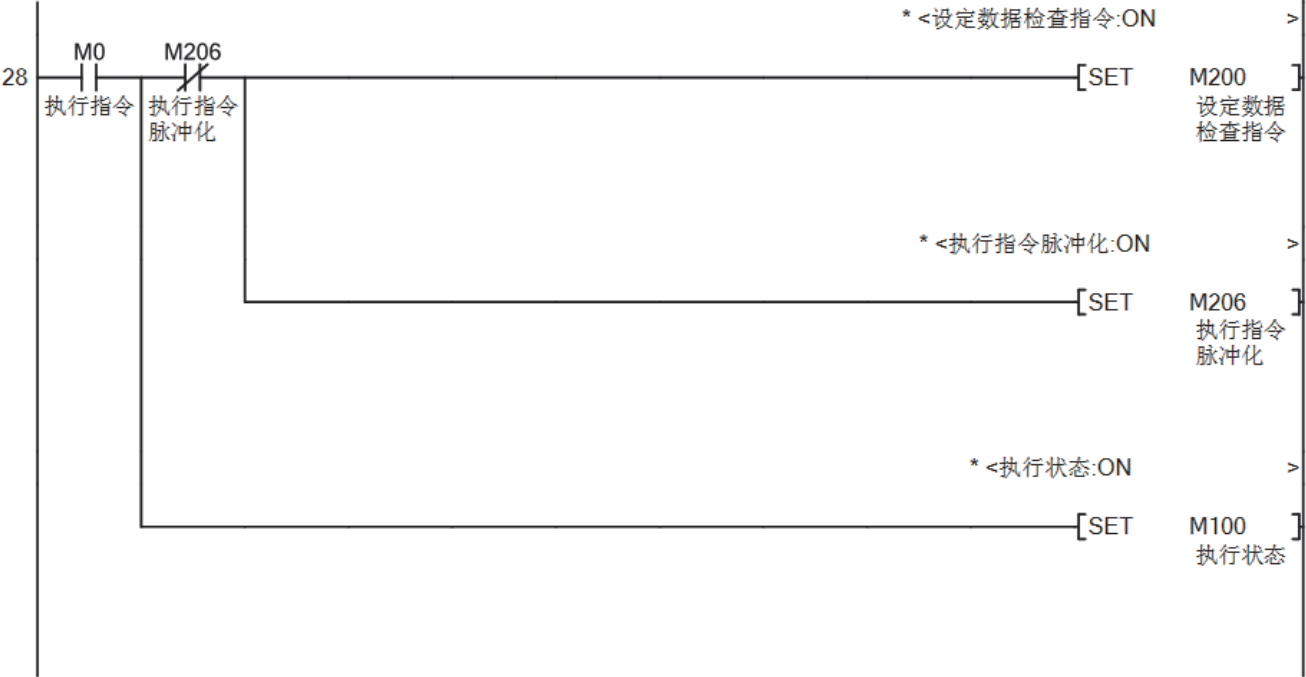 * <设定数据检查指令:ON >
M0 M206
28 [SET M200 ]
执行指令 执行指令 设定数据
脉冲化 检查指令
* <执行指令脉冲化:ON >
[SET M206 ]
执行指令
脉冲化
* <执行状态:ON >
[SET M100 ]
执行状态